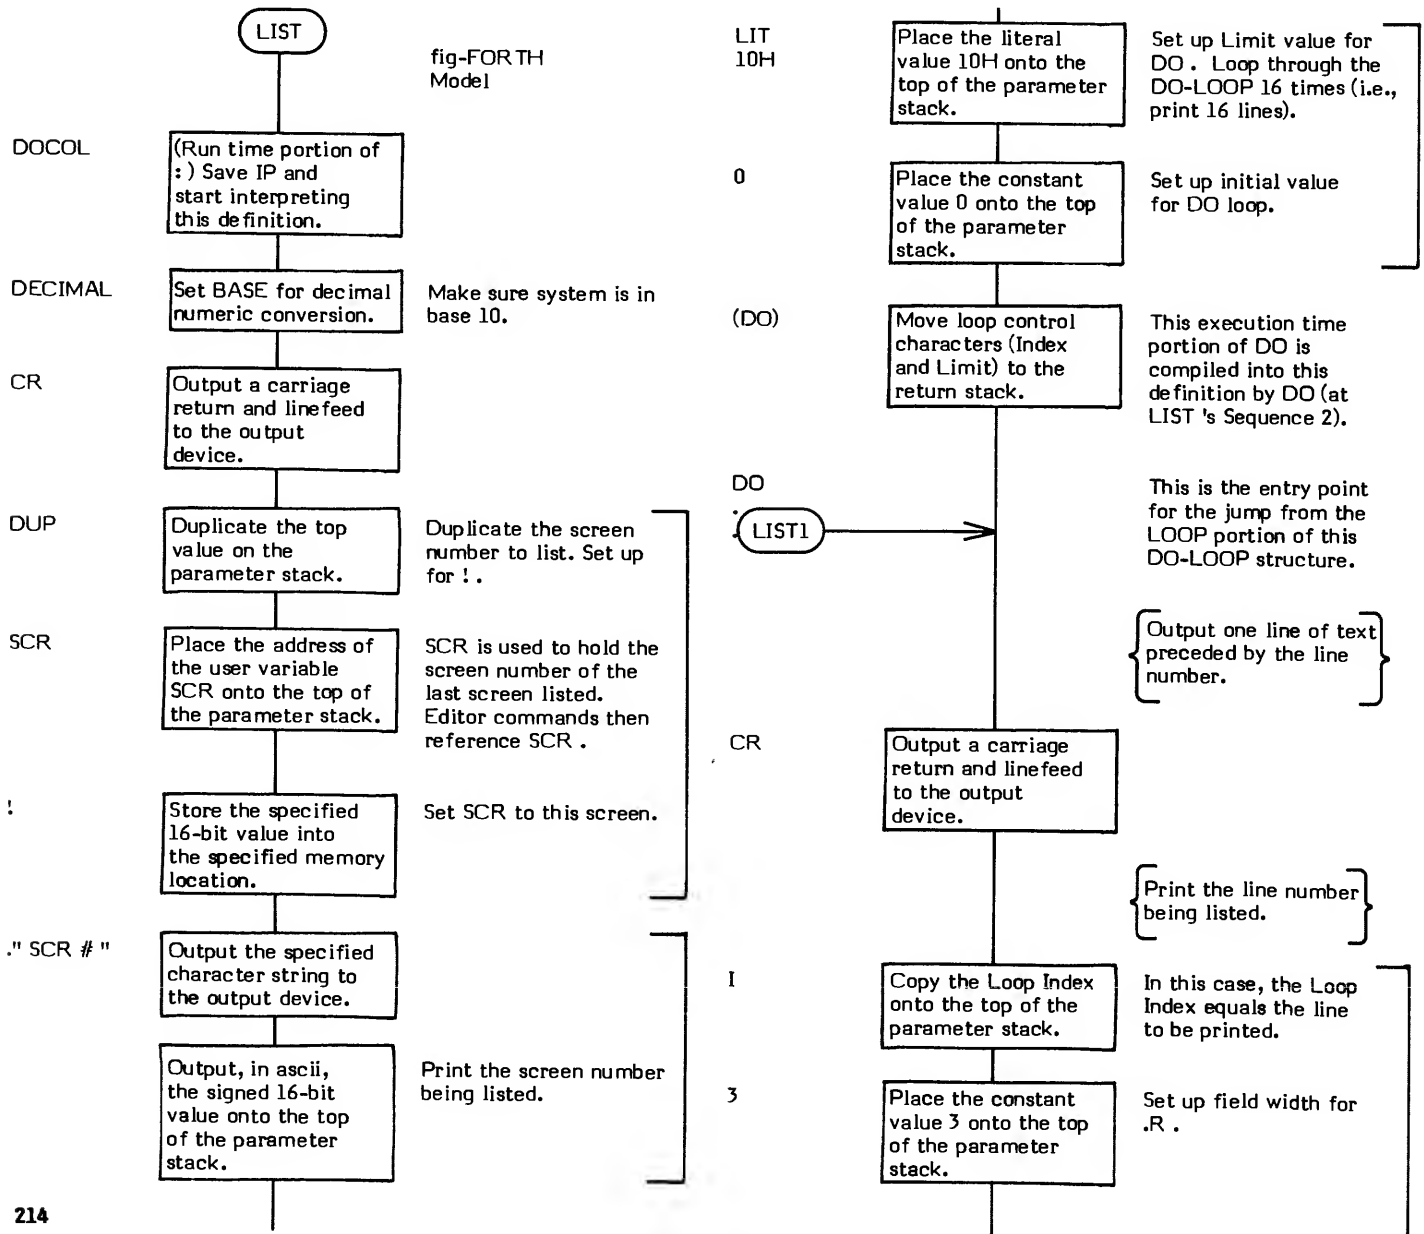 LIST
fig-FORTH
Model
DOCOL
(Run time portion of
:) Save IP and
start interpreting
this definition.
DECIMAL
Set BASE for decimal
numeric conversion.
Make sure system is in
base 10.
CR
Output a carriage
return and linefeed
to the output
device.
DUP
Duplicate the top
value on the
parameter stack.
Duplicate the screen
number to list. Set up
for ! .
SCR
Place the address of
the user variable
SCR onto the top of
the parameter stack.
SCR is used to hold the
screen number of the
last screen listed.
Editor commands then
reference SCR .
!
Store the specified
16-bit value into
the specified memory
location.
Set SCR to this screen.
." SCR # "
Output the specified
character string to
the output device.
Output, in ascii,
the signed 16-bit
value onto the top
of the parameter
stack.
Print the screen number
being listed.
214
LIT
10H
Place the literal
value 10H onto the
top of the parameter
stack.
Set up Limit value for
DO . Loop through the
DO-LOOP 16 times (i.e.,
print 16 lines).
0
Place the constant
value 0 onto the top
of the parameter
stack.
Set up initial value
for DO loop.
(DO)
Move loop control
characters (Index
and Limit) to the
return stack.
This execution time
portion of DO is
compiled into this
definition by DO (at
LIST 's Sequence 2).
DO
:
LIST1
This is the entry point
for the jump from the
LOOP portion of this
DO-LOOP structure.
Output one line of text
preceded by the line
number.
CR
Output a carriage
return and linefeed
to the output
device.
Print the line number
being listed.
I
Copy the Loop Index
onto the top of the
parameter stack.
In this case, the Loop
Index equals the line
to be printed.
3
Place the constant
value 3 onto the top
of the parameter
stack.
Set up field width for
.R .